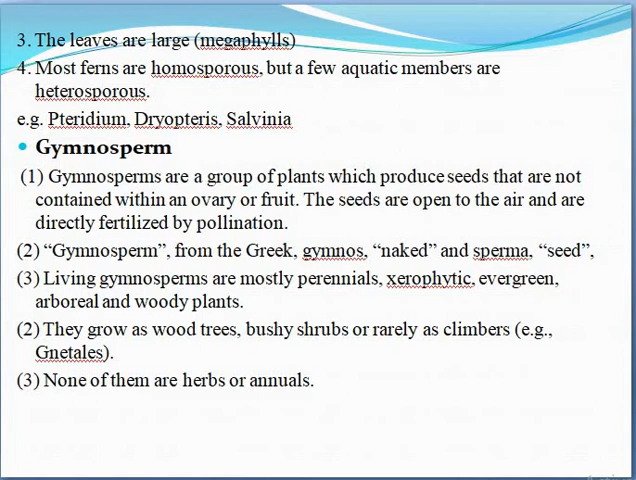 3. The leaves are large (megaphylls)
4. Most ferns are homosporous, but a few aquatic members are
heterosporous.
e.g. Pteridium, Dryopteris, Salvinia
• Gymnosperm
(1) Gymnosperms are a group of plants which produce seeds that are not
contained within an ovary or fruit. The seeds are open to the air and are
directly fertilized by pollination.
(2) “Gymnosperm”, from the Greek, gymnos, “naked” and sperma, “seed”,
(3) Living gymnosperms are mostly perennials, xerophytic, evergreen,
arboreal and woody plants.
(2) They grow as wood trees, bushy shrubs or rarely as climbers (e.g.,
Gnetales).
(3) None of them are herbs or annuals.